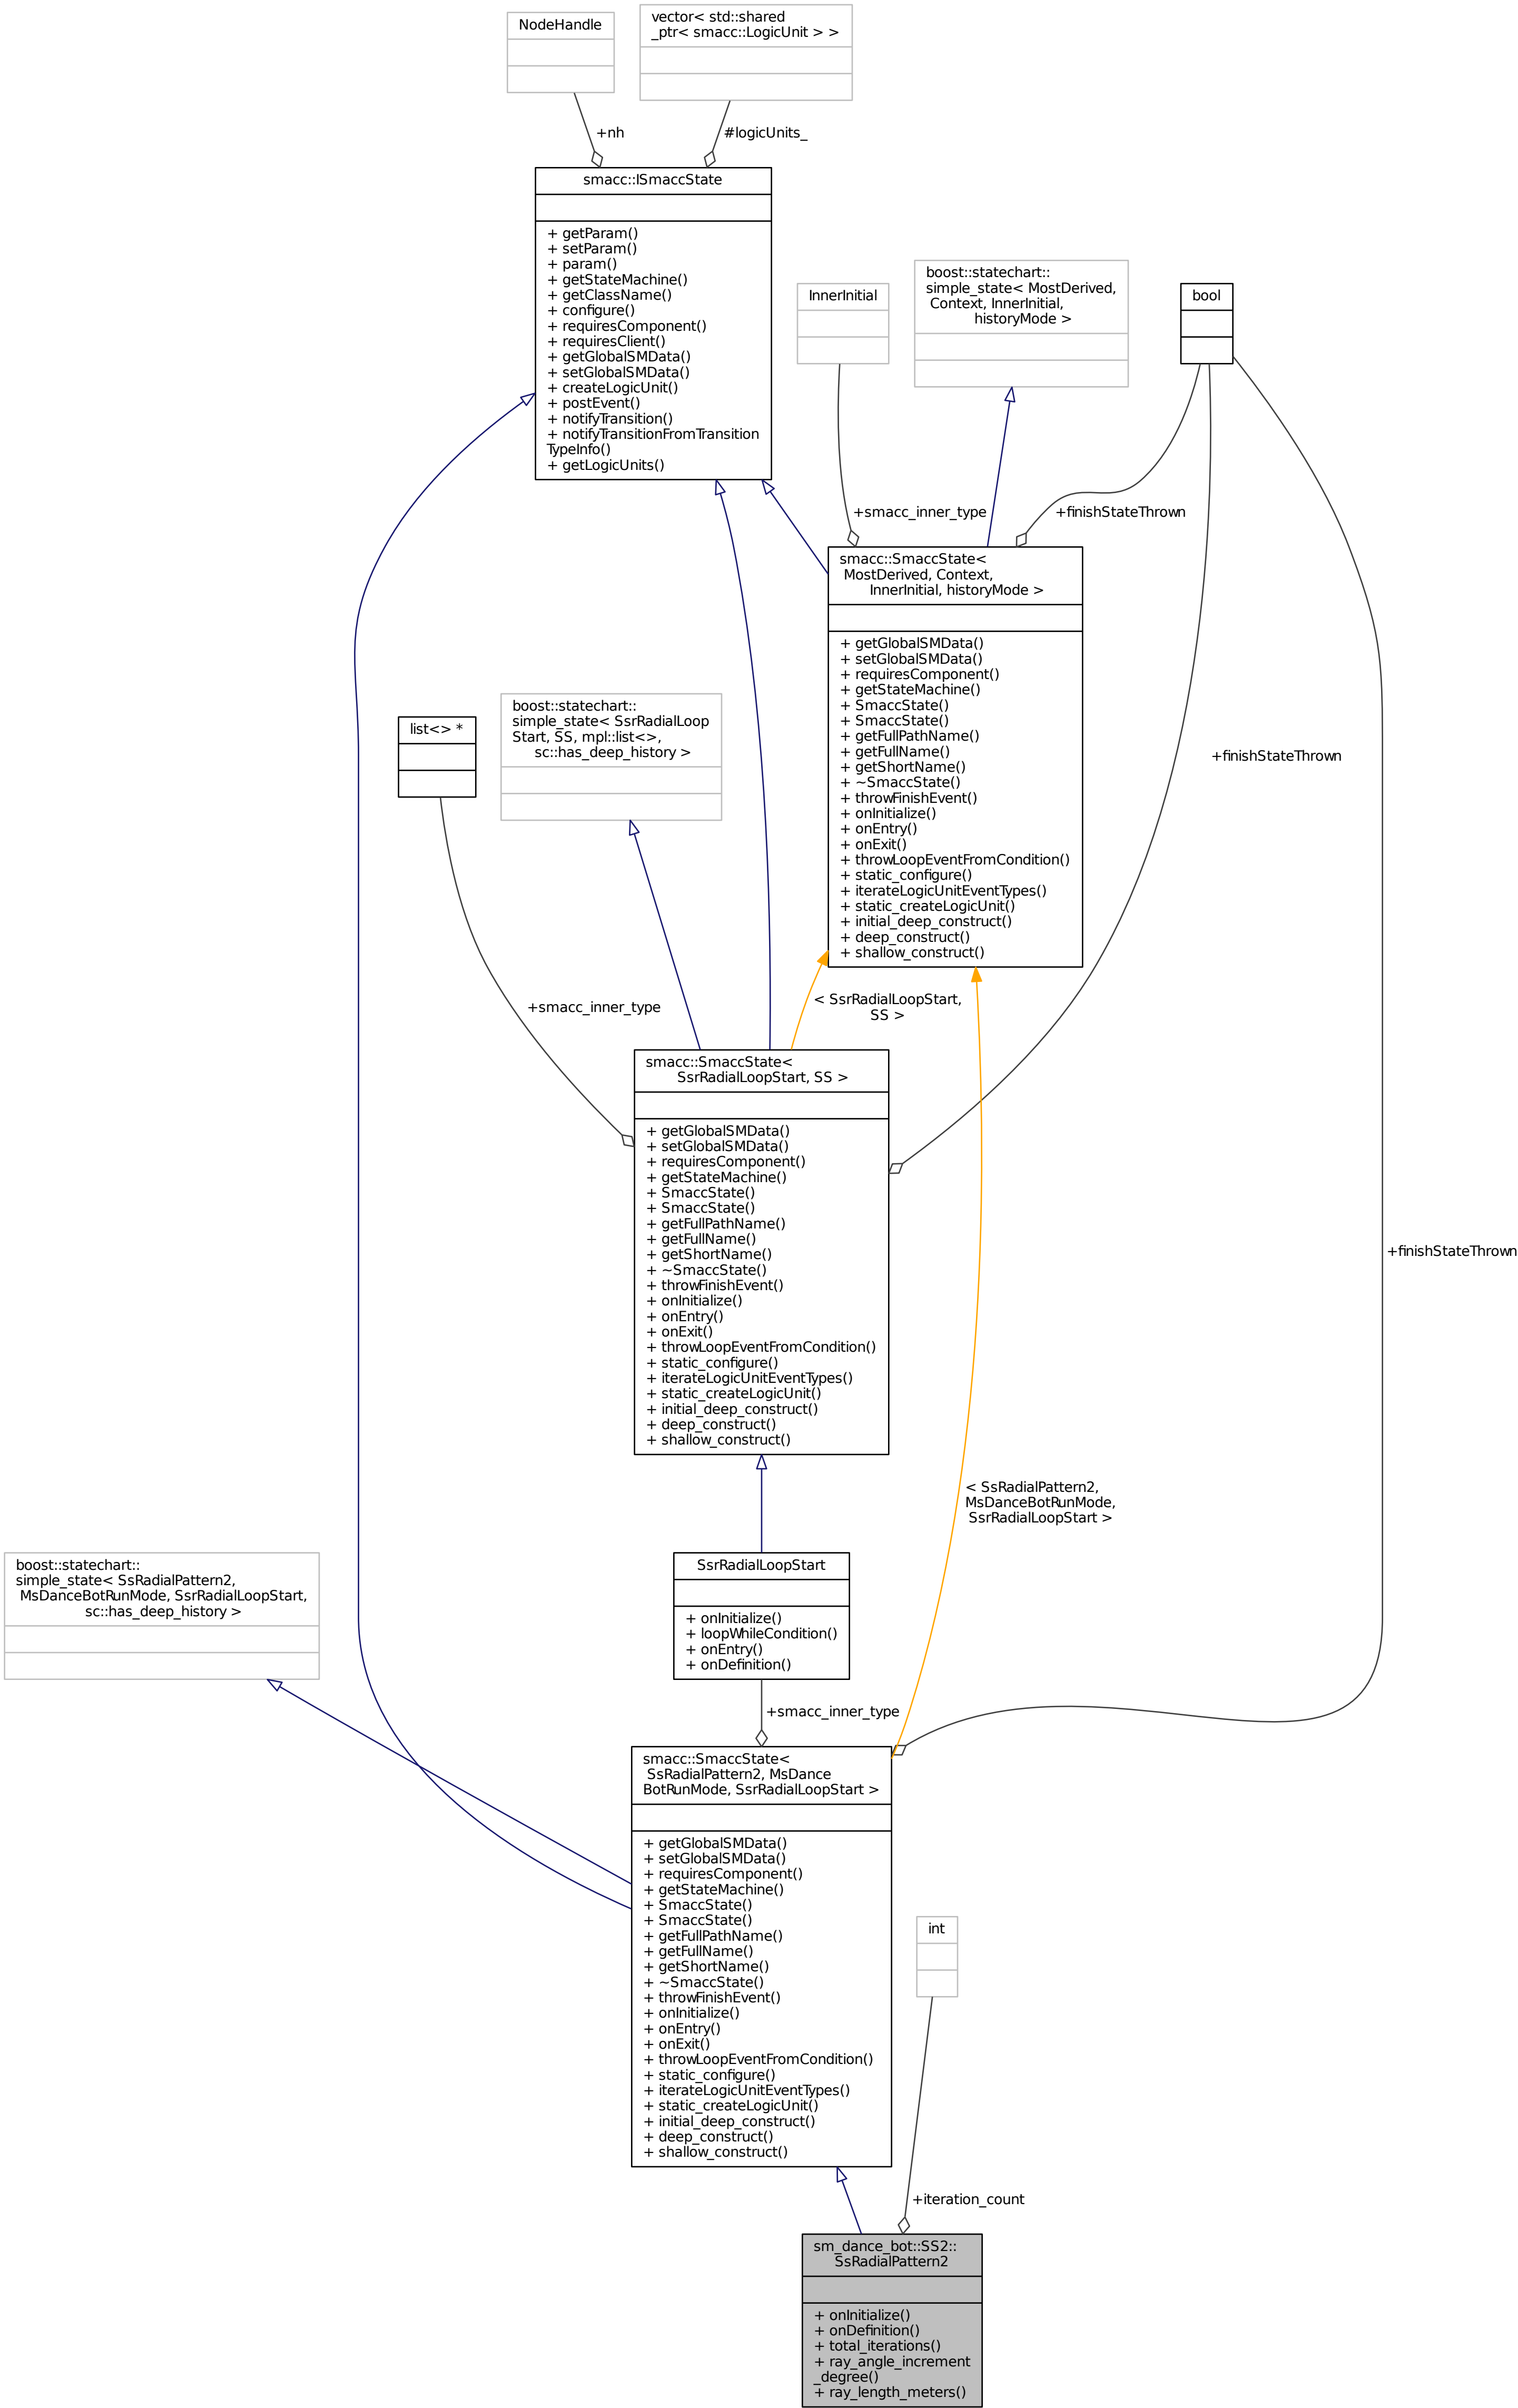 NodeHandle
vector< std::shared
_ptr< smacc::LogicUnit > >
+nh
#logicUnits_
smacc::ISmaccState
+ getParam()
+ setParam()
+ param()
+ getStateMachine()
+ getClassName()
+ configure()
+ requiresComponent()
+ requiresClient()
+ getGlobalSMData()
+ setGlobalSMData()
+ createLogicUnit()
+ postEvent()
+ notifyTransition()
+ notifyTransitionFromTransition
TypeInfo()
+ getLogicUnits()
InnerInitial
boost::statechart::
simple_state< MostDerived,
Context, InnerInitial,
historyMode >
bool
+smacc_inner_type
+finishStateThrown
smacc::SmaccState<
MostDerived, Context,
InnerInitial, historyMode >
+ getGlobalSMData()
+ setGlobalSMData()
+ requiresComponent()
+ getStateMachine()
+ SmaccState()
+ SmaccState()
+ getFullPathName()
+ getFullName()
+ getShortName()
+ ~SmaccState()
+ throwFinishEvent()
+ onInitialize()
+ onEntry()
+ onExit()
+ throwLoopEventFromCondition()
+ static_configure()
+ iterateLogicUnitEventTypes()
+ static_createLogicUnit()
+ initial_deep_construct()
+ deep_construct()
+ shallow_construct()
list<> *
boost::statechart::
simple_state< SsrRadialLoop
Start, SS, mpl::list<>,
sc::has_deep_history >
+finishStateThrown
+smacc_inner_type
< SsrRadialLoopStart,
SS >
smacc::SmaccState<
SsrRadialLoopStart, SS >
+ getGlobalSMData()
+ setGlobalSMData()
+ requiresComponent()
+ getStateMachine()
+ SmaccState()
+ SmaccState()
+ getFullPathName()
+ getFullName()
+ getShortName()
+ ~SmaccState()
+ throwFinishEvent()
+ onInitialize()
+ onEntry()
+ onExit()
+ throwLoopEventFromCondition()
+ static_configure()
+ iterateLogicUnitEventTypes()
+ static_createLogicUnit()
+ initial_deep_construct()
+ deep_construct()
+ shallow_construct()
+finishStateThrown
< SsRadialPattern2,
MsDanceBotRunMode,
SsrRadialLoopStart >
boost::statechart::
simple_state< SsRadialPattern2,
MsDanceBotRunMode, SsrRadialLoopStart,
sc::has_deep_history >
SsrRadialLoopStart
+ onInitialize()
+ loopWhileCondition()
+ onEntry()
+ onDefinition()
+smacc_inner_type
smacc::SmaccState<
SsRadialPattern2, MsDance
BotRunMode, SsrRadialLoopStart >
+ getGlobalSMData()
+ setGlobalSMData()
+ requiresComponent()
+ getStateMachine()
+ SmaccState()
+ SmaccState()
+ getFullPathName()
+ getFullName()
+ getShortName()
+ ~SmaccState()
+ throwFinishEvent()
+ onInitialize()
+ onEntry()
+ onExit()
+ throwLoopEventFromCondition()
+ static_configure()
+ iterateLogicUnitEventTypes()
+ static_createLogicUnit()
+ initial_deep_construct()
+ deep_construct()
+ shallow_construct()
int
+iteration_count
sm_dance_bot::SS2::
SsRadialPattern2
+ onInitialize()
+ onDefinition()
+ total_iterations()
+ ray_angle_increment
_degree()
+ ray_length_meters()